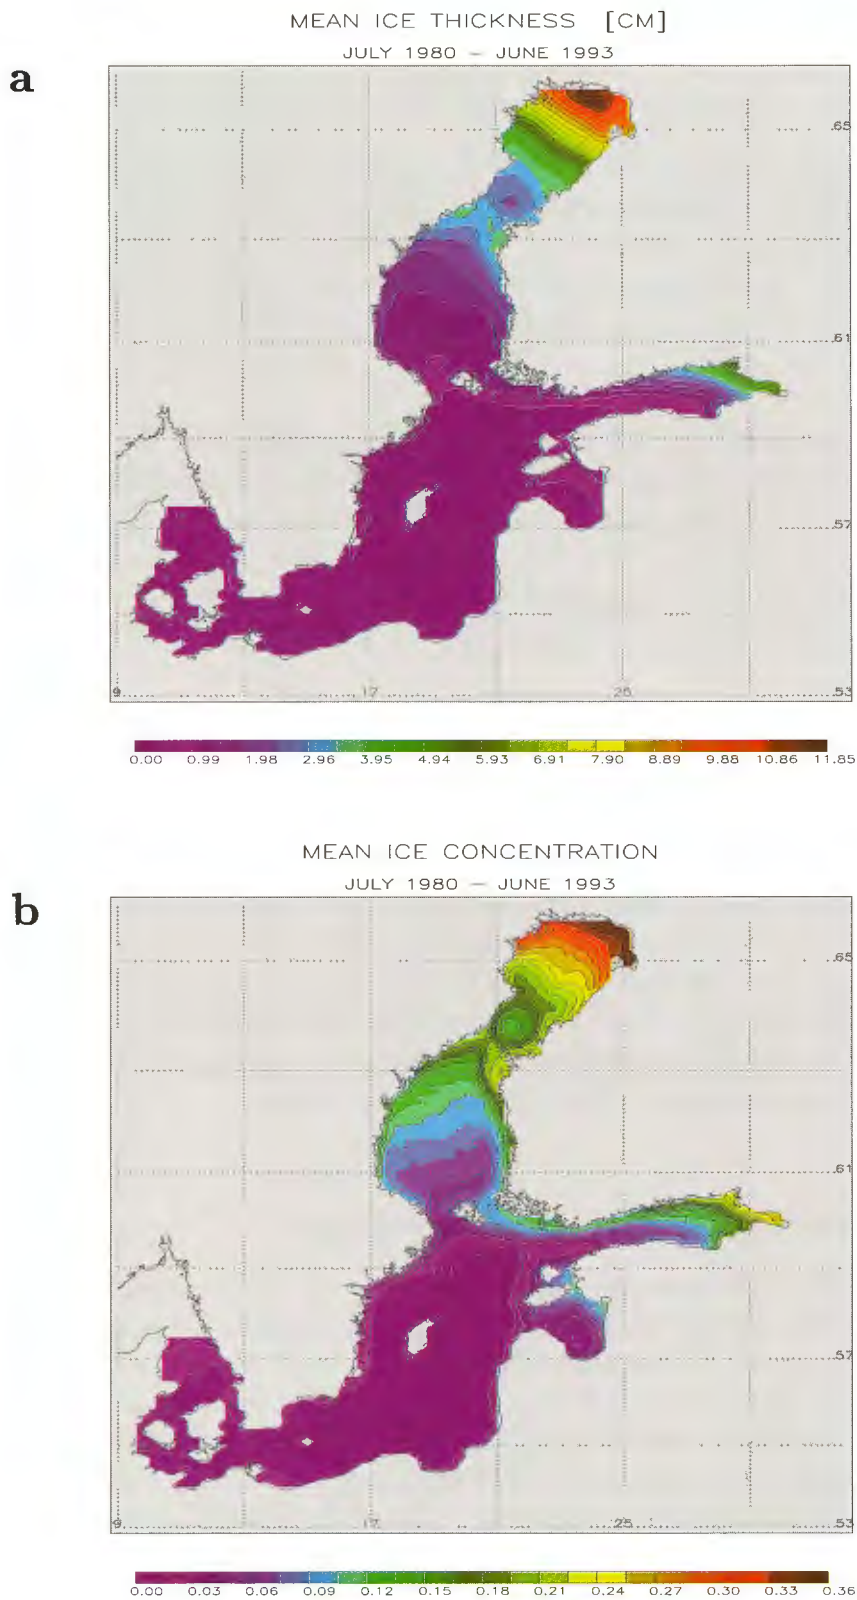 MEAN ICE THICKNESS [CM]
JULY 1980 – JUNE 1993
a
65
61
57
9 17 26 53
0.00 0.99 1.98 2.96 3.95 4.94 5.93 6.91 7.90 8.89 9.88 10.86 11.85
MEAN ICE CONCENTRATION
JULY 1980 – JUNE 1993
b
65
61
57
9 17 25 53
0.00 0.03 0.06 0.09 0.12 0.15 0.18 0.21 0.24 0.27 0.30 0.33 0.36